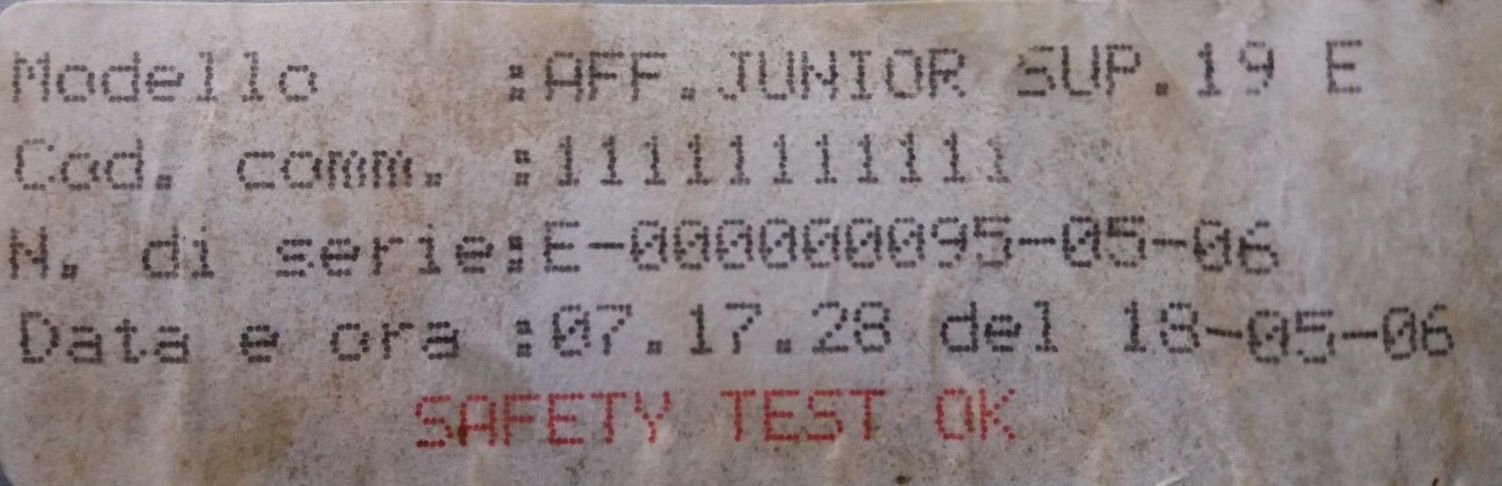 Modello    :AFF.JUNIOR SUP.19 E
Cod. comm. :11111111111
N. di serie:E-000000095-05-06
Data e ora :07.17.28 del 18-05-06
SAFETY TEST OK